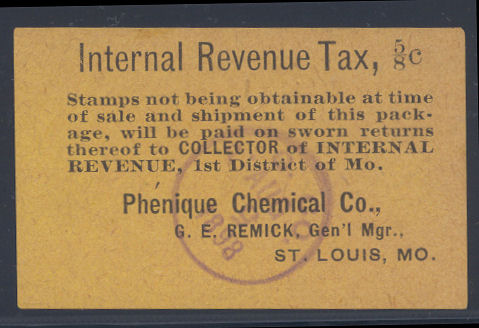 Internal Revenue Tax, 5/8c
Stamps not being obtainable at time
of sale and shipment of this pack-
age, will be paid on sworn returns
thereof to COLLECTOR of INTERNAL
REVENUE, 1st District of Mo.
Phénique Chemical Co.,
G. E. REMICK, Gen'l Mgr.,
ST. LOUIS, MO.
1898